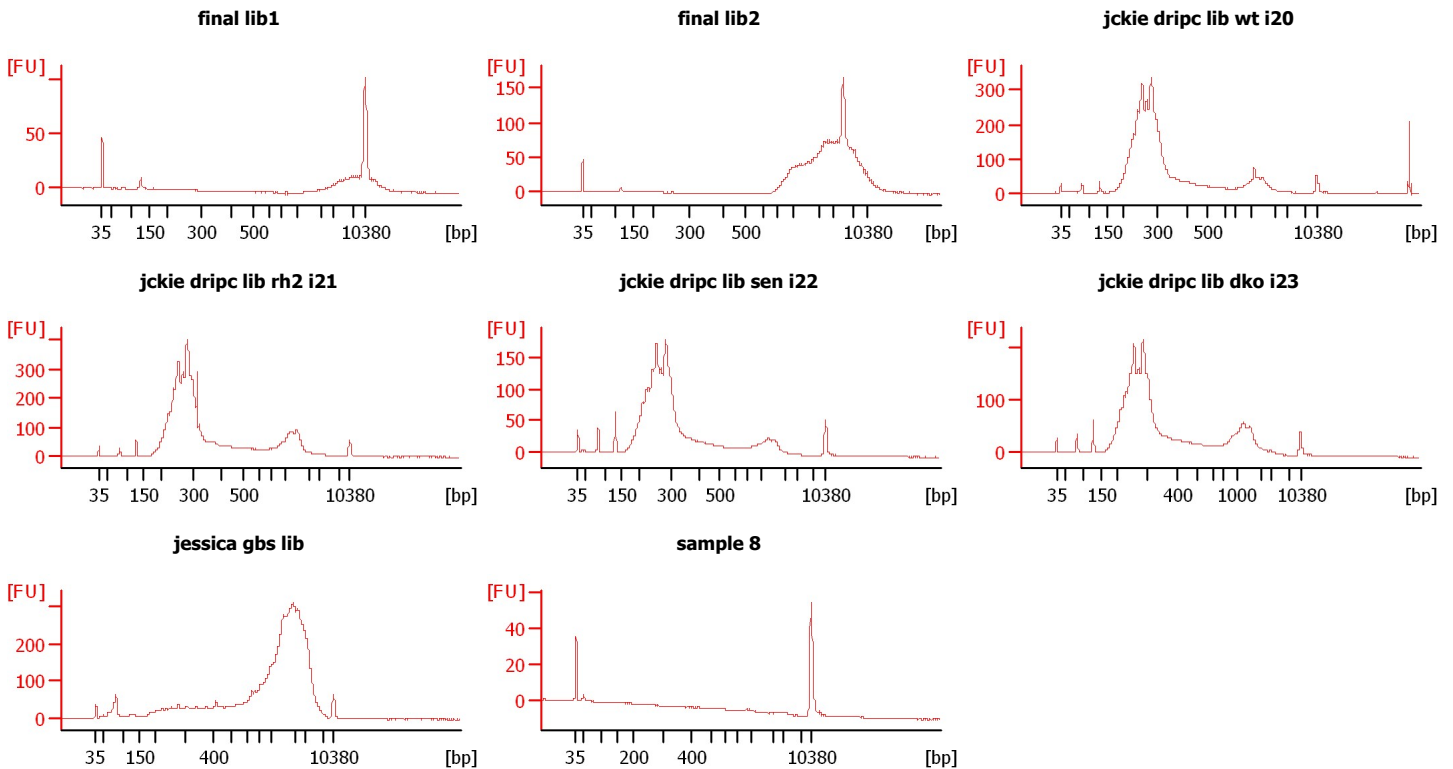 final lib1 final lib2 jckie dripc lib wt i20
[FU] [FU] [FU]
150 300
50 100 200
50 100
0 0 0
35 150 300 500 10380 [bp] 35 150 300 500 10380 [bp] 35 150 300 500 10380 [bp]
jckie dripc lib rh2 i21 jckie dripc lib sen i22 jckie dripc lib dko i23
[FU] [FU] [FU]
300 150
200 100 100
100 50
0 0 0
35 150 300 500 10380 [bp] 35 150 300 500 10380 [bp] 35 150 400 1000 10380 [bp]
jessica gbs lib sample 8
[FU] [FU]
200 40
100 20
0 0
35 150 400 10380 [bp] 35 200 400 10380 [bp]